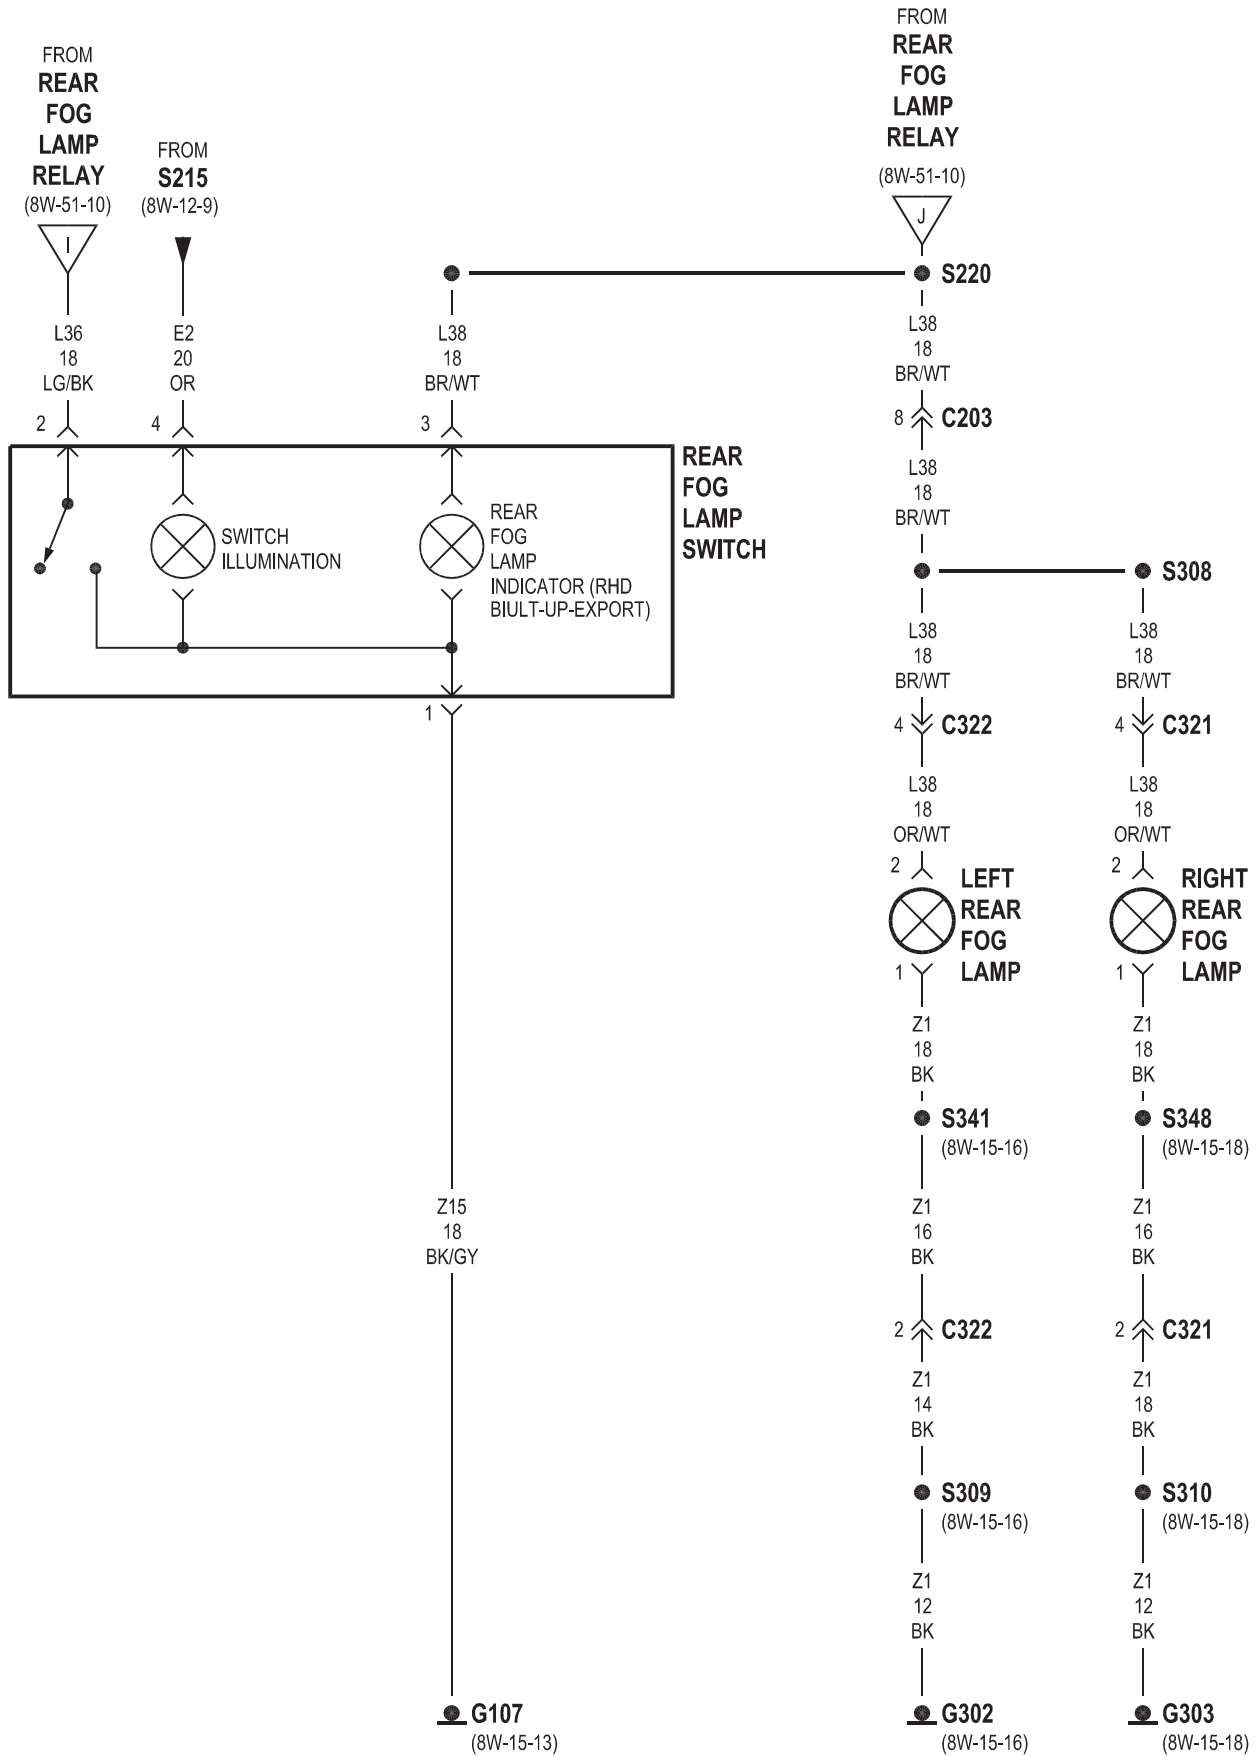 FROM
REAR
FOG
LAMP
RELAY
(8W-51-10)
I
FROM
S215
(8W-12-9)
FROM
REAR
FOG
LAMP
RELAY
(8W-51-10)
J
S220
L36
18
LG/BK
2
E2
20
OR
4
L38
18
BR/WT
3
L38
18
BR/WT
8
C203
L38
18
BR/WT
REAR
FOG
LAMP
SWITCH
SWITCH
ILLUMINATION
REAR
FOG
LAMP
INDICATOR (RHD
BIULT-UP-EXPORT)
1
S308
L38
18
BR/WT
L38
18
BR/WT
4
C322
4
C321
L38
18
OR/WT
L38
18
OR/WT
2
LEFT
REAR
FOG
LAMP
1
2
RIGHT
REAR
FOG
LAMP
1
Z1
18
BK
Z1
18
BK
S341
(8W-15-16)
S348
(8W-15-18)
Z15
18
BK/GY
Z1
16
BK
Z1
16
BK
2
C322
2
C321
Z1
14
BK
Z1
18
BK
S309
(8W-15-16)
S310
(8W-15-18)
Z1
12
BK
Z1
12
BK
G107
(8W-15-13)
G302
(8W-15-16)
G303
(8W-15-18)